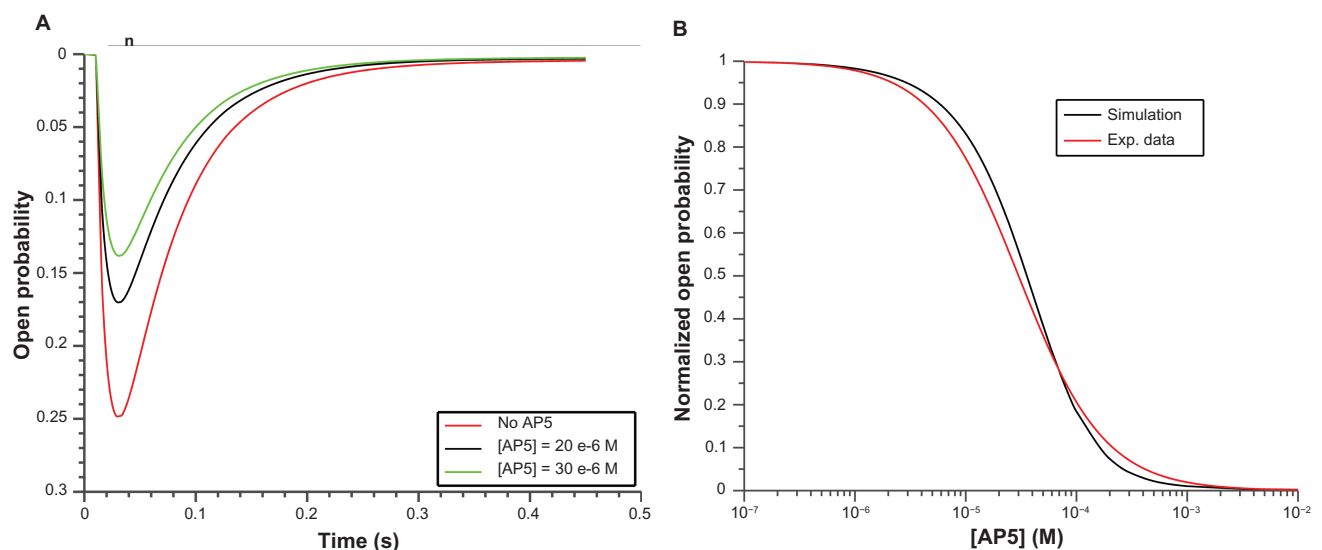 A
n
0
0.05
0.1
0.15
0.2
0.25
0.3
Open probability
0
0.1
0.2
0.3
0.4
0.5
Time (s)
No AP5
[AP5] = 20 e-6 M
[AP5] = 30 e-6 M
B
1
0.9
0.8
0.7
0.6
0.5
0.4
0.3
0.2
0.1
0
Normalized open probability
10⁻⁷
10⁻⁶
10⁻⁵
10⁻⁴
10⁻³
10⁻²
[AP5] (M)
Simulation
Exp. data